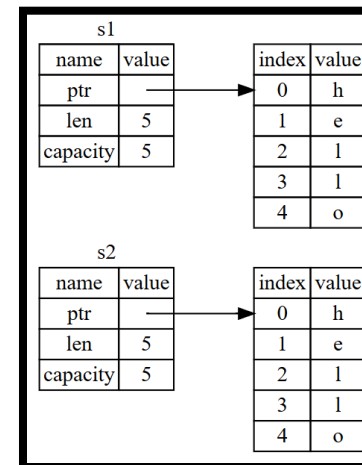 s1
name value index value
ptr 0 h
len 5 1 e
capacity 5 2 l
3 l
4 o
s2
name value index value
ptr 0 h
len 5 1 e
capacity 5 2 l
3 l
4 o